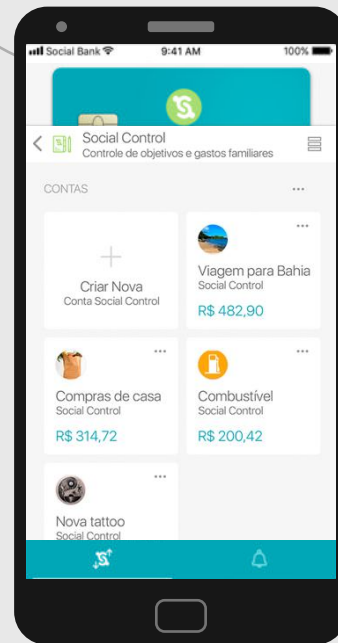 Social Bank 9:41 AM 100%
Social Control
Controle de objetivos e gastos familiares
CONTAS
Criar Nova
Conta Social Control
Viagem para Bahia
Social Control
R$ 482,90
Compras de casa
Social Control
R$ 314,72
Combustível
Social Control
R$ 200,42
Nova tattoo
Social Control